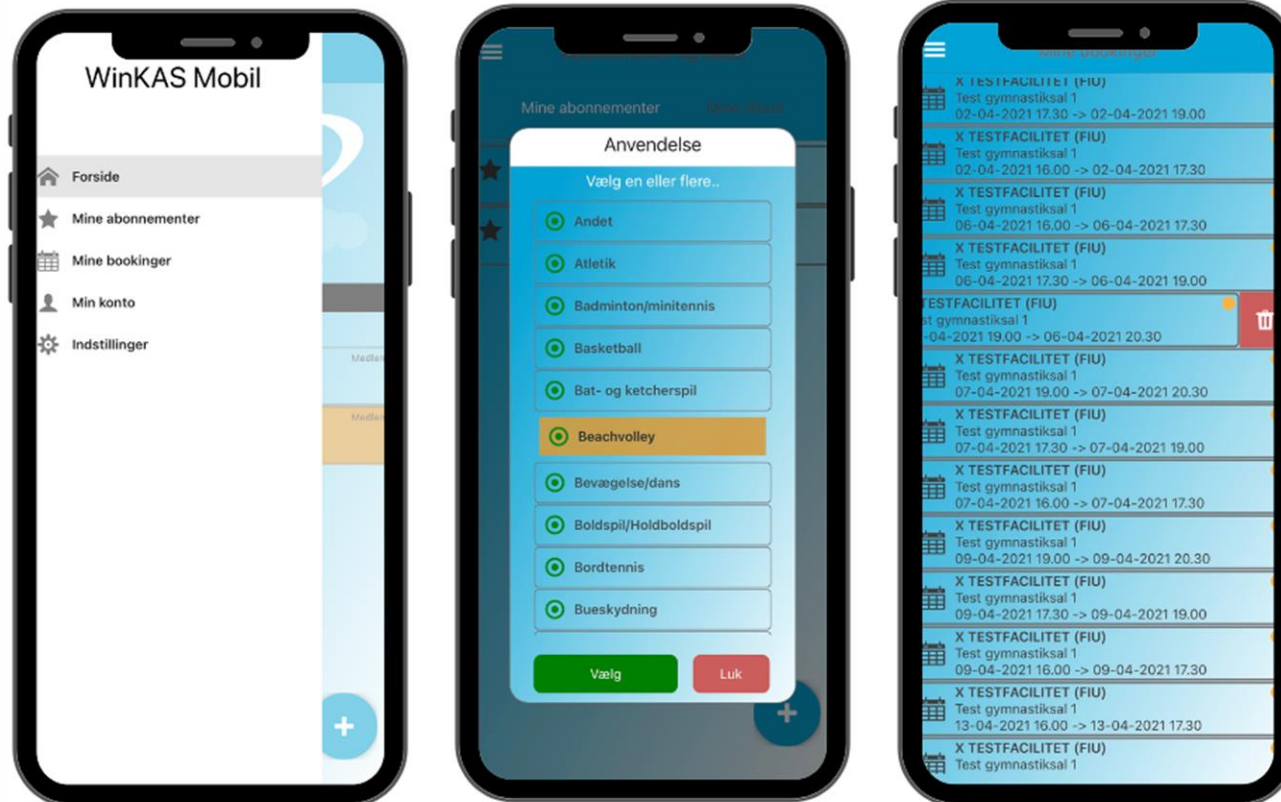 WinKAS Mobil
Forside
Mine abonnementer
Mine bookinger
Min konto
Indstillinger
Medlem
Medlem
Mine abonnementer
Anvendelse
Vælg en eller flere..
Andet
Atletik
Badminton/minitennis
Basketball
Bat- og ketcherspil
Beachvolley
Bevægelse/dans
Boldspil/Holdboldspil
Bordtennis
Bueskydning
Vælg
Luk
Mine bookinger
X TESTFACILITET (FIU)
Test gymnastiksal 1
02-04-2021 17.30 -> 02-04-2021 19.00
X TESTFACILITET (FIU)
Test gymnastiksal 1
02-04-2021 16.00 -> 02-04-2021 17.30
X TESTFACILITET (FIU)
Test gymnastiksal 1
06-04-2021 16.00 -> 06-04-2021 17.30
X TESTFACILITET (FIU)
Test gymnastiksal 1
06-04-2021 17.30 -> 06-04-2021 19.00
TESTFACILITET (FIU)
st gymnastiksal 1
-04-2021 19.00 -> 06-04-2021 20.30
X TESTFACILITET (FIU)
Test gymnastiksal 1
07-04-2021 19.00 -> 07-04-2021 20.30
X TESTFACILITET (FIU)
Test gymnastiksal 1
07-04-2021 17.30 -> 07-04-2021 19.00
X TESTFACILITET (FIU)
Test gymnastiksal 1
07-04-2021 16.00 -> 07-04-2021 17.30
X TESTFACILITET (FIU)
Test gymnastiksal 1
09-04-2021 19.00 -> 09-04-2021 20.30
X TESTFACILITET (FIU)
Test gymnastiksal 1
09-04-2021 17.30 -> 09-04-2021 19.00
X TESTFACILITET (FIU)
Test gymnastiksal 1
09-04-2021 16.00 -> 09-04-2021 17.30
X TESTFACILITET (FIU)
Test gymnastiksal 1
13-04-2021 16.00 -> 13-04-2021 17.30
X TESTFACILITET (FIU)
Test gymnastiksal 1